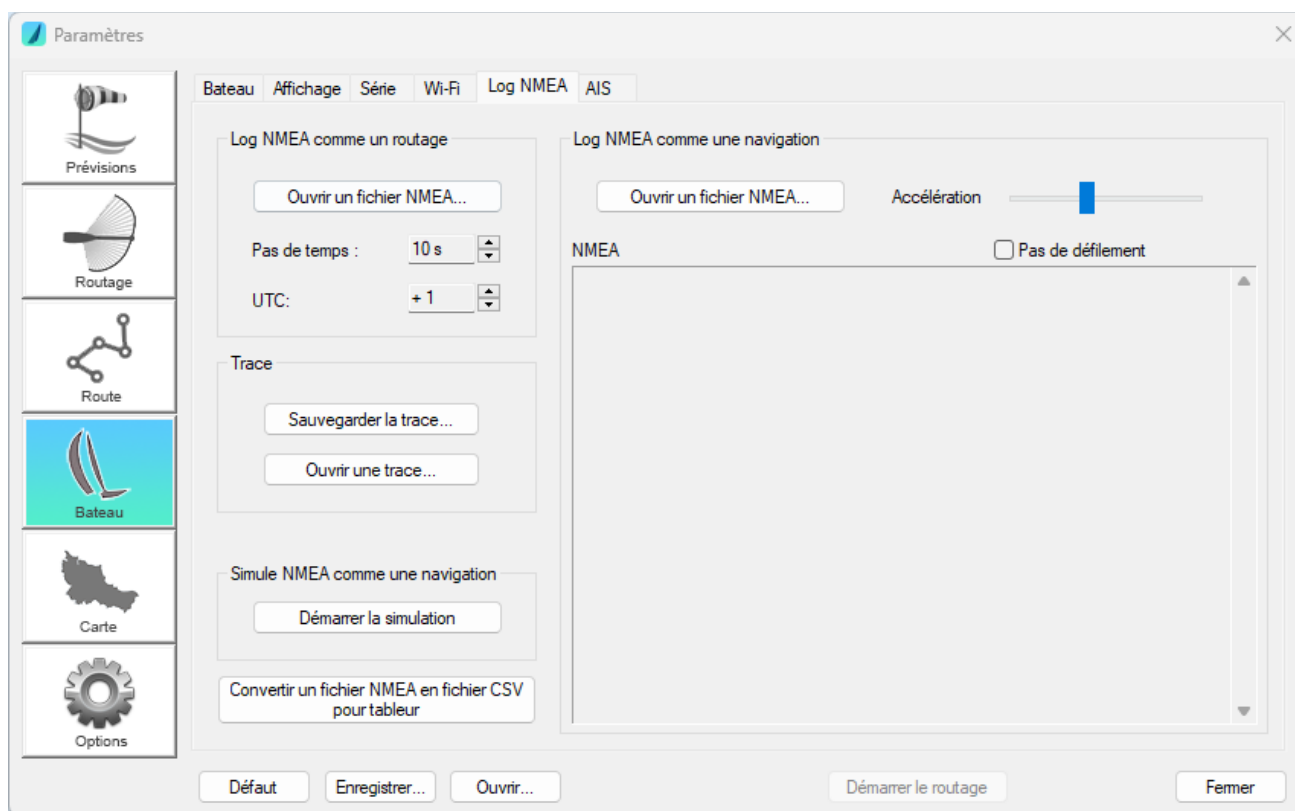 Paramètres
Prévisions
Routage
Route
Bateau
Carte
Options
Bateau Affichage Série Wi-Fi Log NMEA AIS
Log NMEA comme un routage
Ouvrir un fichier NMEA...
Pas de temps : 10 s
UTC: + 1
Trace
Sauvegarder la trace...
Ouvrir une trace...
Simule NMEA comme une navigation
Démarrer la simulation
Convertir un fichier NMEA en fichier CSV
pour tableur
Log NMEA comme une navigation
Ouvrir un fichier NMEA... Accélération
NMEA Pas de défilement
Défaut Enregistrer... Ouvrir... Démarrer le routage Fermer